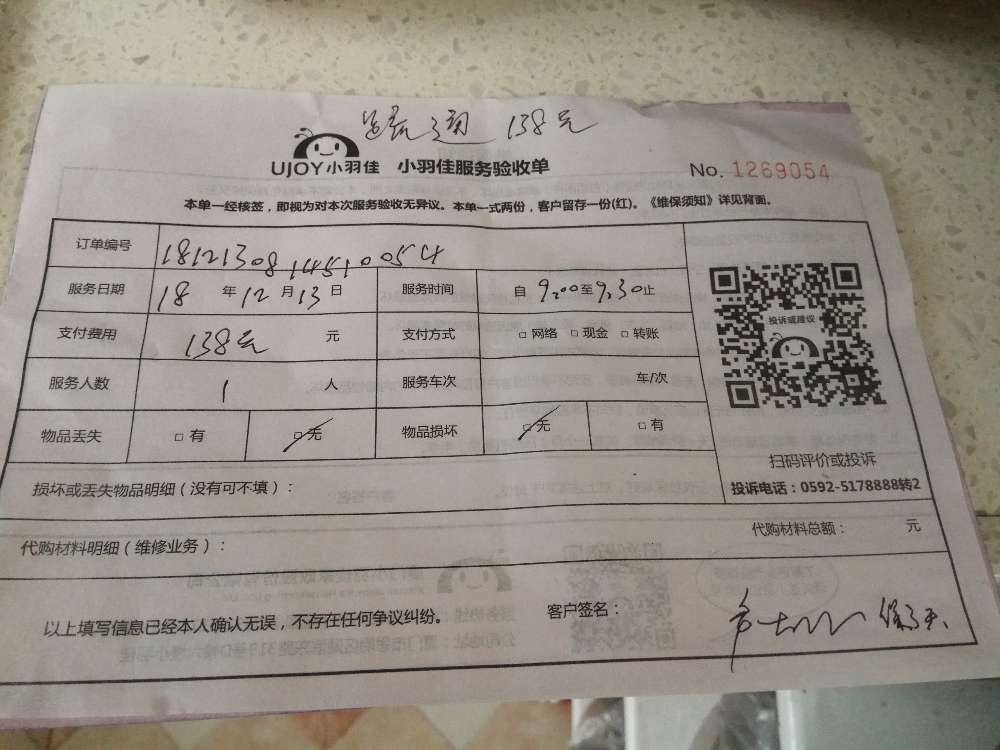 138元
UJOY小羽佳 小羽佳服务验收单
No. 1269054
本单一经核签，即视为对本次服务验收无异议。本单一式两份，客户留存一份(红)。《维保须知》详见背面。
订单编号 1812130814510054
服务日期 18 年 12 月 13 日 服务时间 自 9:00 至 9:30 止
支付费用 138元 元 支付方式 □ 网络 □ 现金 □ 转账
服务人数 1 人 服务车次 车/次
物品丢失 □ 有 □ 无 物品损坏 □ 无 □ 有
投诉或建议
扫码评价或投诉
投诉电话：0592-5178888转2
损坏或丢失物品明细（没有可不填）：
代购材料明细（维修业务）：
代购材料总额： 元
以上填写信息已经本人确认无误，不存在任何争议纠纷。
客户签名：